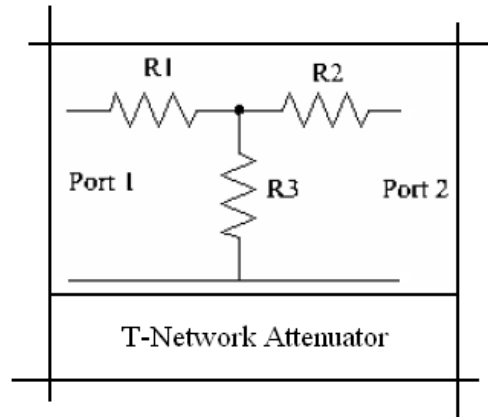 R1
R2
Port 1
R3
Port 2
T-Network Attenuator